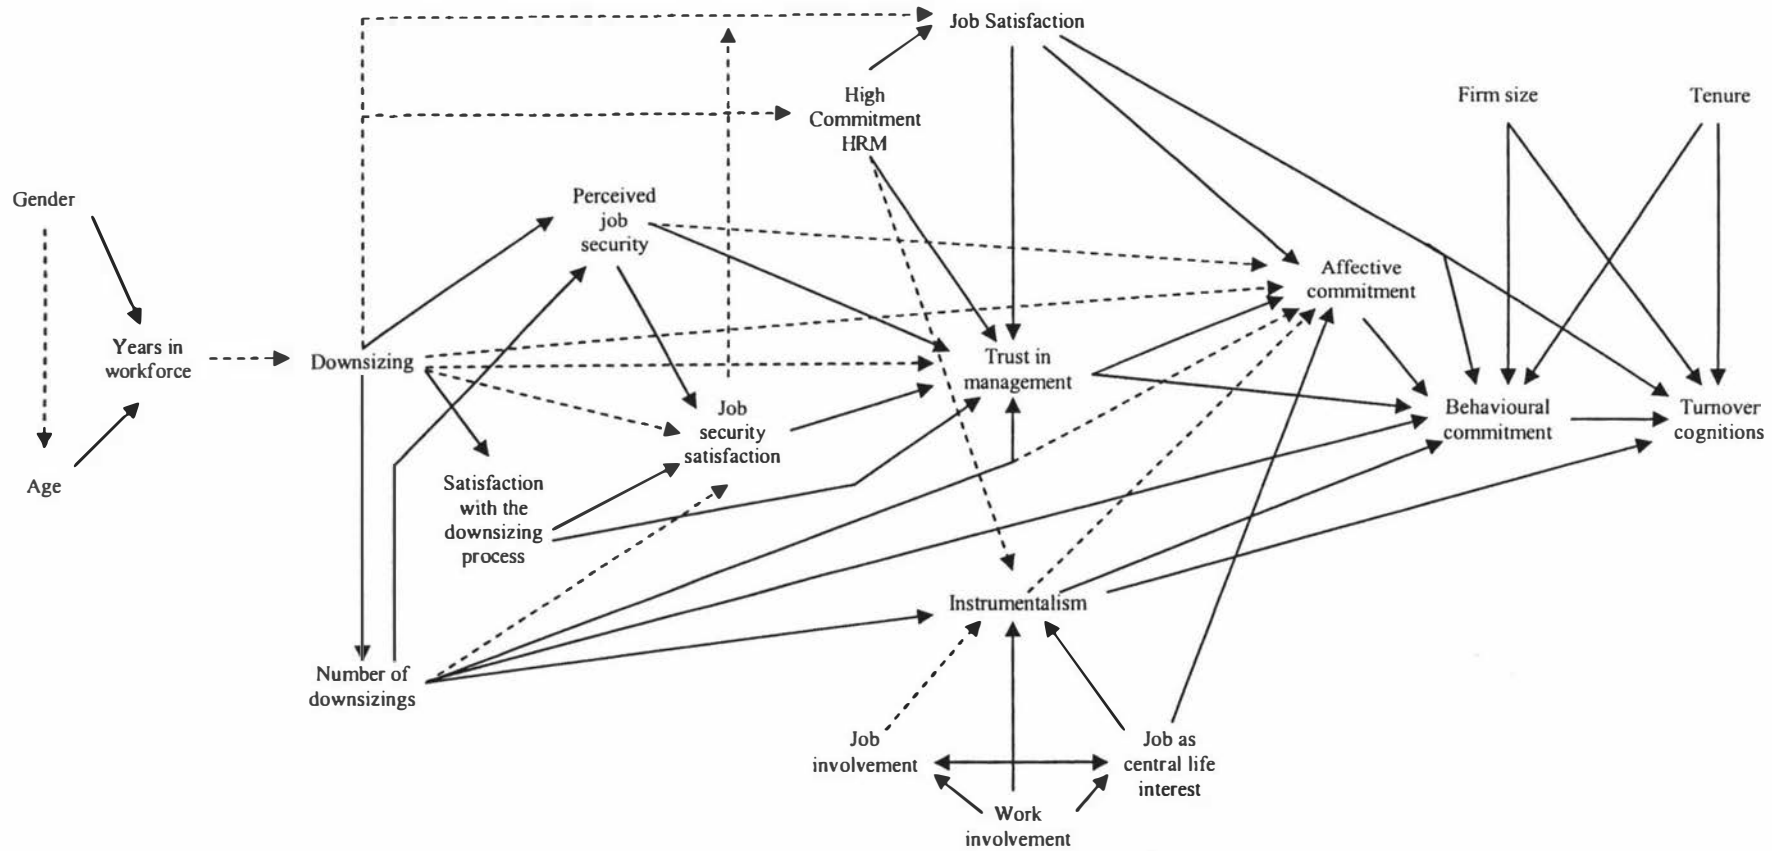 Job Satisfaction
High
Commitment
HRM
Firm size
Tenure
Gender
Perceived
job
security
Affective
commitment
Years in
workforce
Downsizing
Trust in
management
Job
security
satisfaction
Behavioural
commitment
Turnover
cognitions
Age
Satisfaction
with the
downsizing
process
Instrumentalism
Number of
downsizings
Job
involvement
Job as
central life
interest
Work
involvement